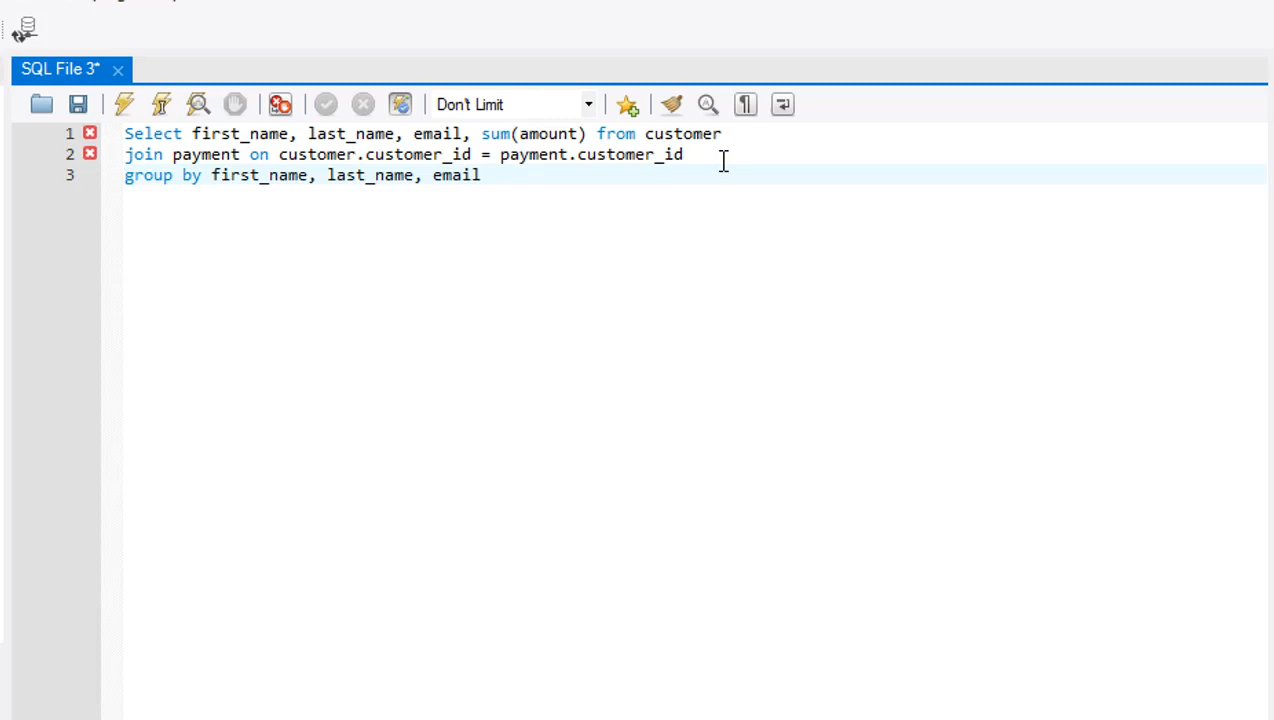 SQL File 3*
Don't Limit
1 Select first_name, last_name, email, sum(amount) from customer
2 join payment on customer.customer_id = payment.customer_id
3 group by first_name, last_name, email